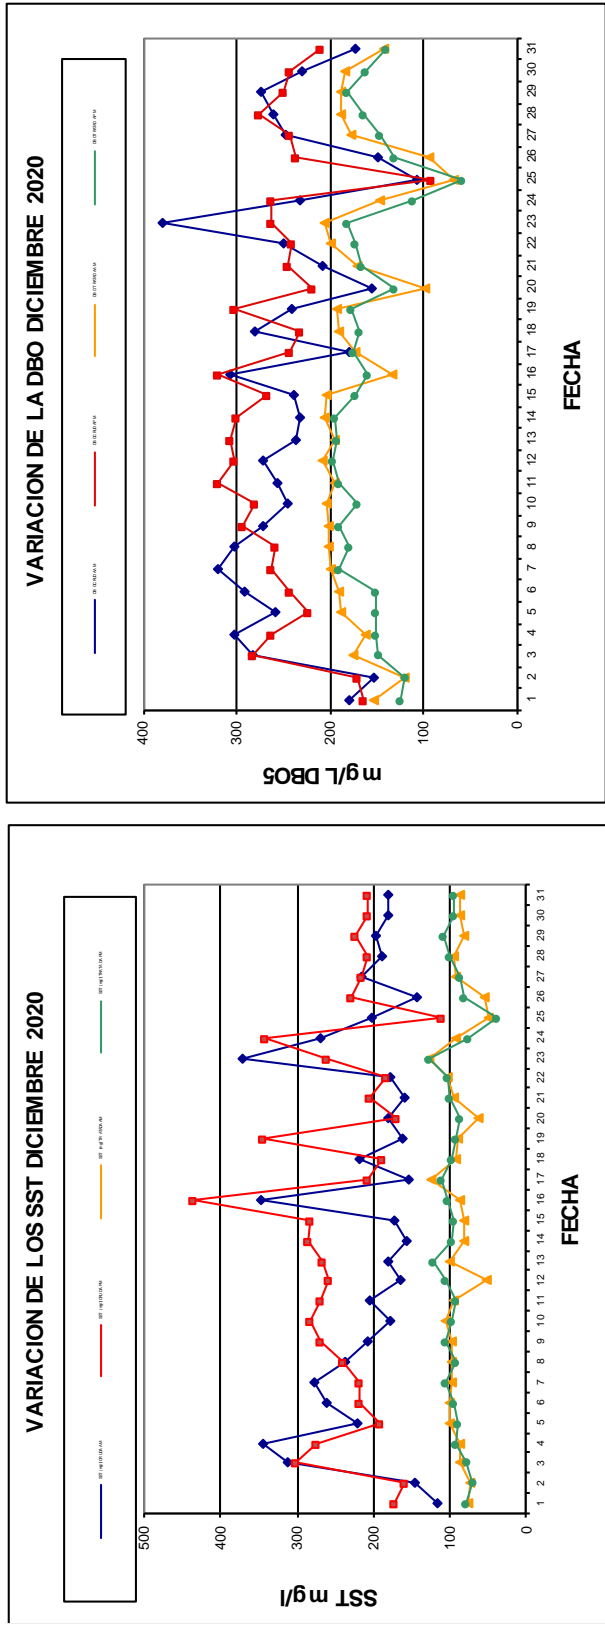 VARIACION DE LOS SST DICIEMBRE 2020
SST mg/l
500
400
300
200
100
0
1 2 3 4 5 6 7 8 9 10 11 12 13 14 15 16 17 18 19 20 21 22 23 24 25 26 27 28 29 30 31
FECHA
VARIACION DE LA DBO DICIEMBRE 2020
mg/L DBO5
400
300
200
100
0
1 2 3 4 5 6 7 8 9 10 11 12 13 14 15 16 17 18 19 20 21 22 23 24 25 26 27 28 29 30 31
FECHA